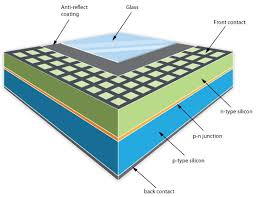 Anti-reflect
coating
Glass
Front contact
n-type silicon
p-n junction
p-type silicon
back contact